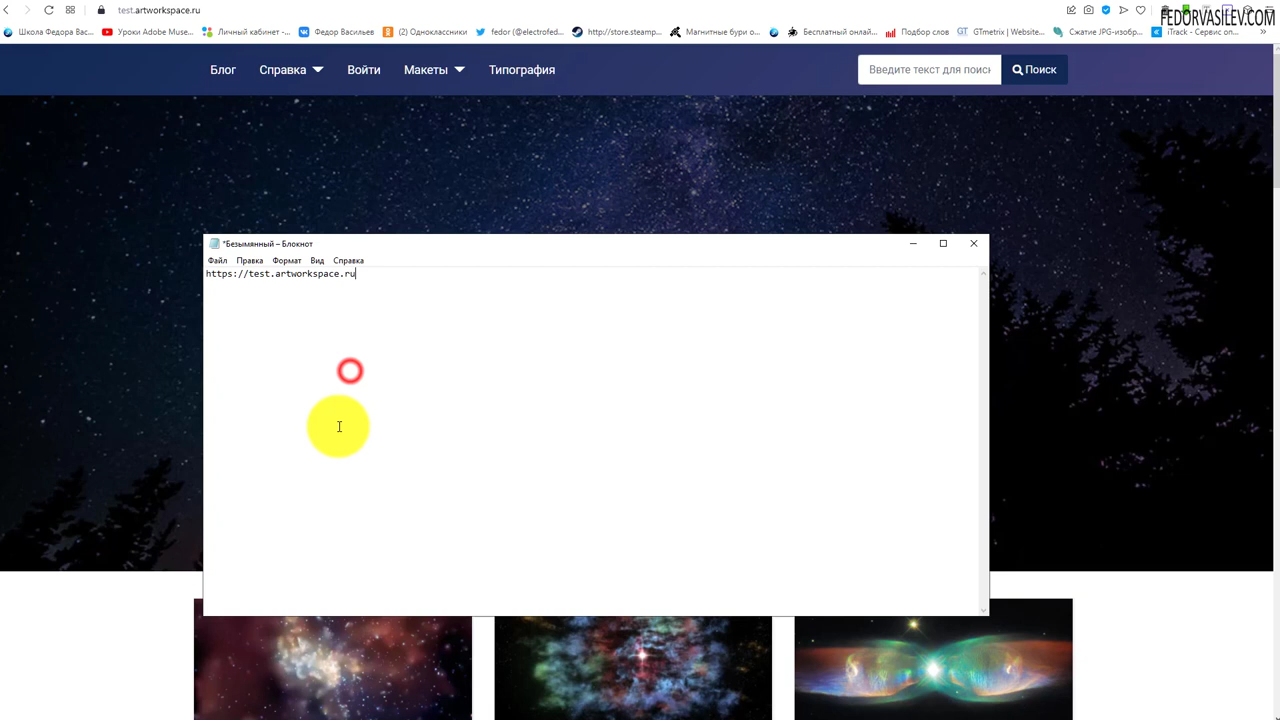 test.artworkspace.ru
FEDORVASILEV.COM
Школа Федора Вас...
Уроки Adobe Muse...
Личный кабинет -...
Федор Васильев
(2) Одноклассники
fedor (@electrofed...
http://store.steamp...
Магнитные бури о...
Бесплатный онлай...
Подбор слов
GTmetrix | Website...
Сжатие JPG-изобр...
iTrack - Сервис оп...
Блог
Справка
Войти
Макеты
Типография
Введите текст для поиск
Поиск
*Безымянный – Блокнот
Файл Правка Формат Вид Справка
https://test.artworkspace.ru